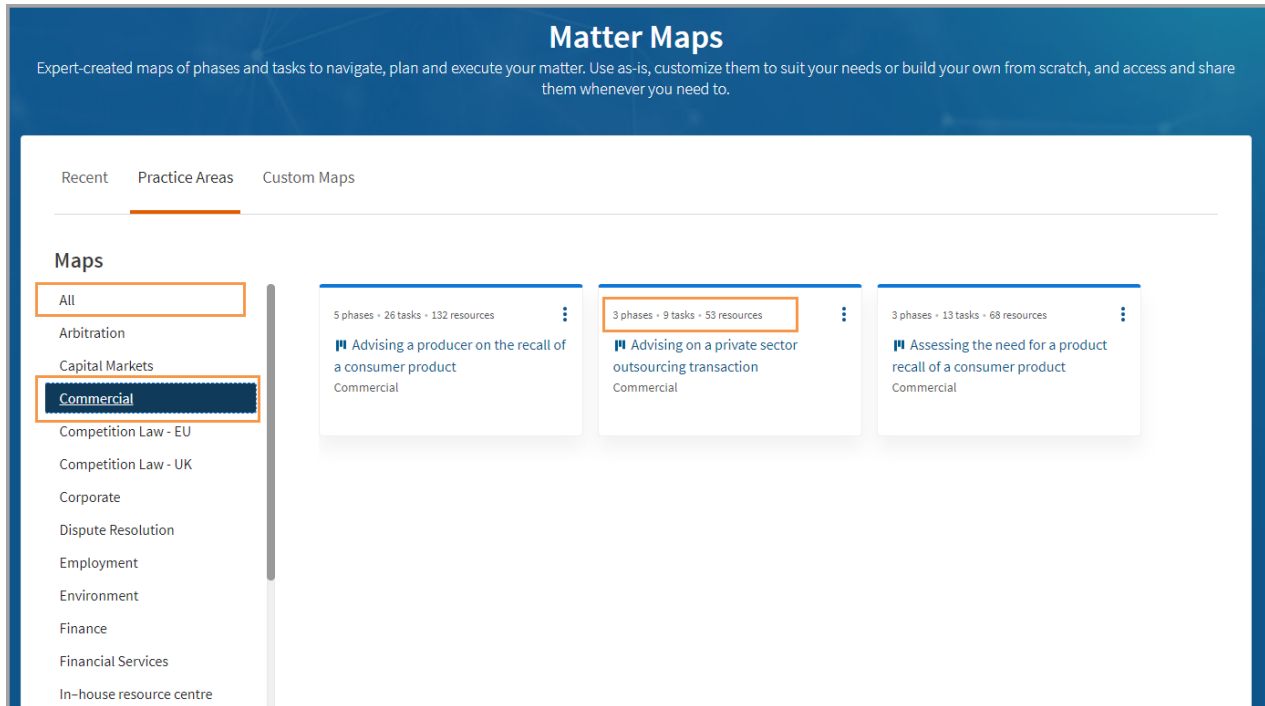 Matter Maps
Expert-created maps of phases and tasks to navigate, plan and execute your matter. Use as-is, customize them to suit your needs or build your own from scratch, and access and share
them whenever you need to.
Recent Practice Areas Custom Maps
Maps
All
Arbitration
Capital Markets
Commercial
Competition Law - EU
Competition Law - UK
Corporate
Dispute Resolution
Employment
Environment
Finance
Financial Services
In-house resource centre
5 phases • 26 tasks • 132 resources
Advising a producer on the recall of
a consumer product
Commercial
3 phases • 9 tasks • 53 resources
Advising on a private sector
outsourcing transaction
Commercial
3 phases • 13 tasks • 68 resources
Assessing the need for a product
recall of a consumer product
Commercial